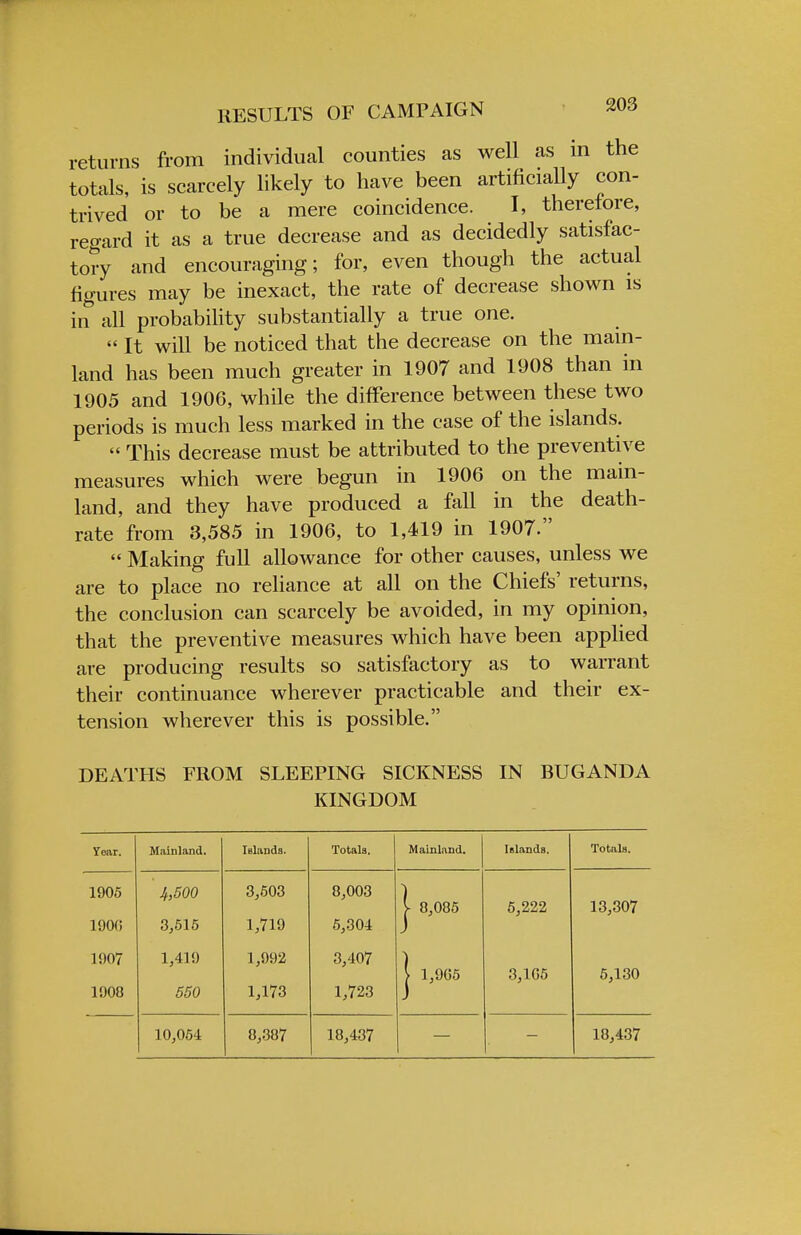 RESULTS OF CAMPAIGN 203
returns from individual counties as well as in the
totals, is scarcely likely to have been artificially con-
trived or to be a mere coincidence. I, therefore,
regard it as a true decrease and as decidedly satisfac-
tory and encouraging; for, even though the actual
figures may be inexact, the rate of decrease shown is
in all probability substantially a true one.
“ It will be noticed that the decrease on the main-
land has been much greater in 1907 and 1908 than in
1905 and 1906, while the difference between these two
periods is much less marked in the case of the islands.
“ This decrease must be attributed to the preventive
measures which were begun in 1906 on the main-
land, and they have produced a fall in the death-
rate from 3,585 in 1906, to 1,419 in 1907.”
“ Making full allowance for other causes, unless we
are to place no reliance at all on the Chiefs’ returns,
the conclusion can scarcely be avoided, in my opinion,
that the preventive measures which have been applied
are producing results so satisfactory as to warrant
their continuance wherever practicable and their ex-
tension wherever this is possible.”
DEATHS FROM SLEEPING SICKNESS IN BUGANDA
KINGDOM
Year. Mainland. Islands. Totals. Mainland. Islands. Totals.
1905 4,500 3,503 8,003
} 8,085 5,222 13,307
1906 3,585 1,719 5,304
1907 1,419 1,992 3,407
} 1,965 3,165 5,130
1908 550 1,173 1,723
10,054 8,387 18,437 — – 18,437